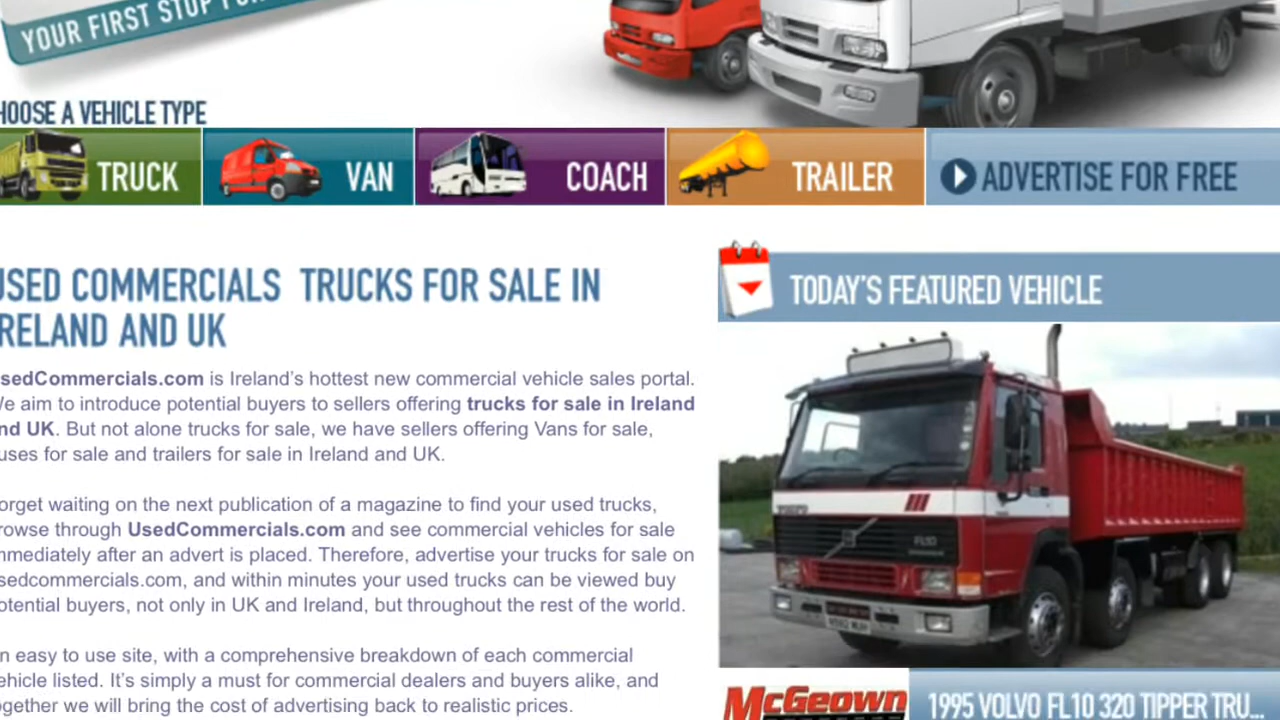 YOUR FIRST STOP
HOOSE A VEHICLE TYPE
TRUCK
VAN
COACH
TRAILER
ADVERTISE FOR FREE
USED COMMERCIALS TRUCKS FOR SALE IN
IRELAND AND UK
sedCommercials.com is Ireland's hottest new commercial vehicle sales portal.
We aim to introduce potential buyers to sellers offering trucks for sale in Ireland
nd UK. But not alone trucks for sale, we have sellers offering Vans for sale,
uses for sale and trailers for sale in Ireland and UK.
orget waiting on the next publication of a magazine to find your used trucks,
rowse through UsedCommercials.com and see commercial vehicles for sale
mmediately after an advert is placed. Therefore, advertise your trucks for sale on
sedcommercials.com, and within minutes your used trucks can be viewed buy
otential buyers, not only in UK and Ireland, but throughout the rest of the world.
n easy to use site, with a comprehensive breakdown of each commercial
ehicle listed. It's simply a must for commercial dealers and buyers alike, and
ogether we will bring the cost of advertising back to realistic prices.
TODAY'S FEATURED VEHICLE
FL10
McGeown
1995 VOLVO FL10 320 TIPPER TRU...